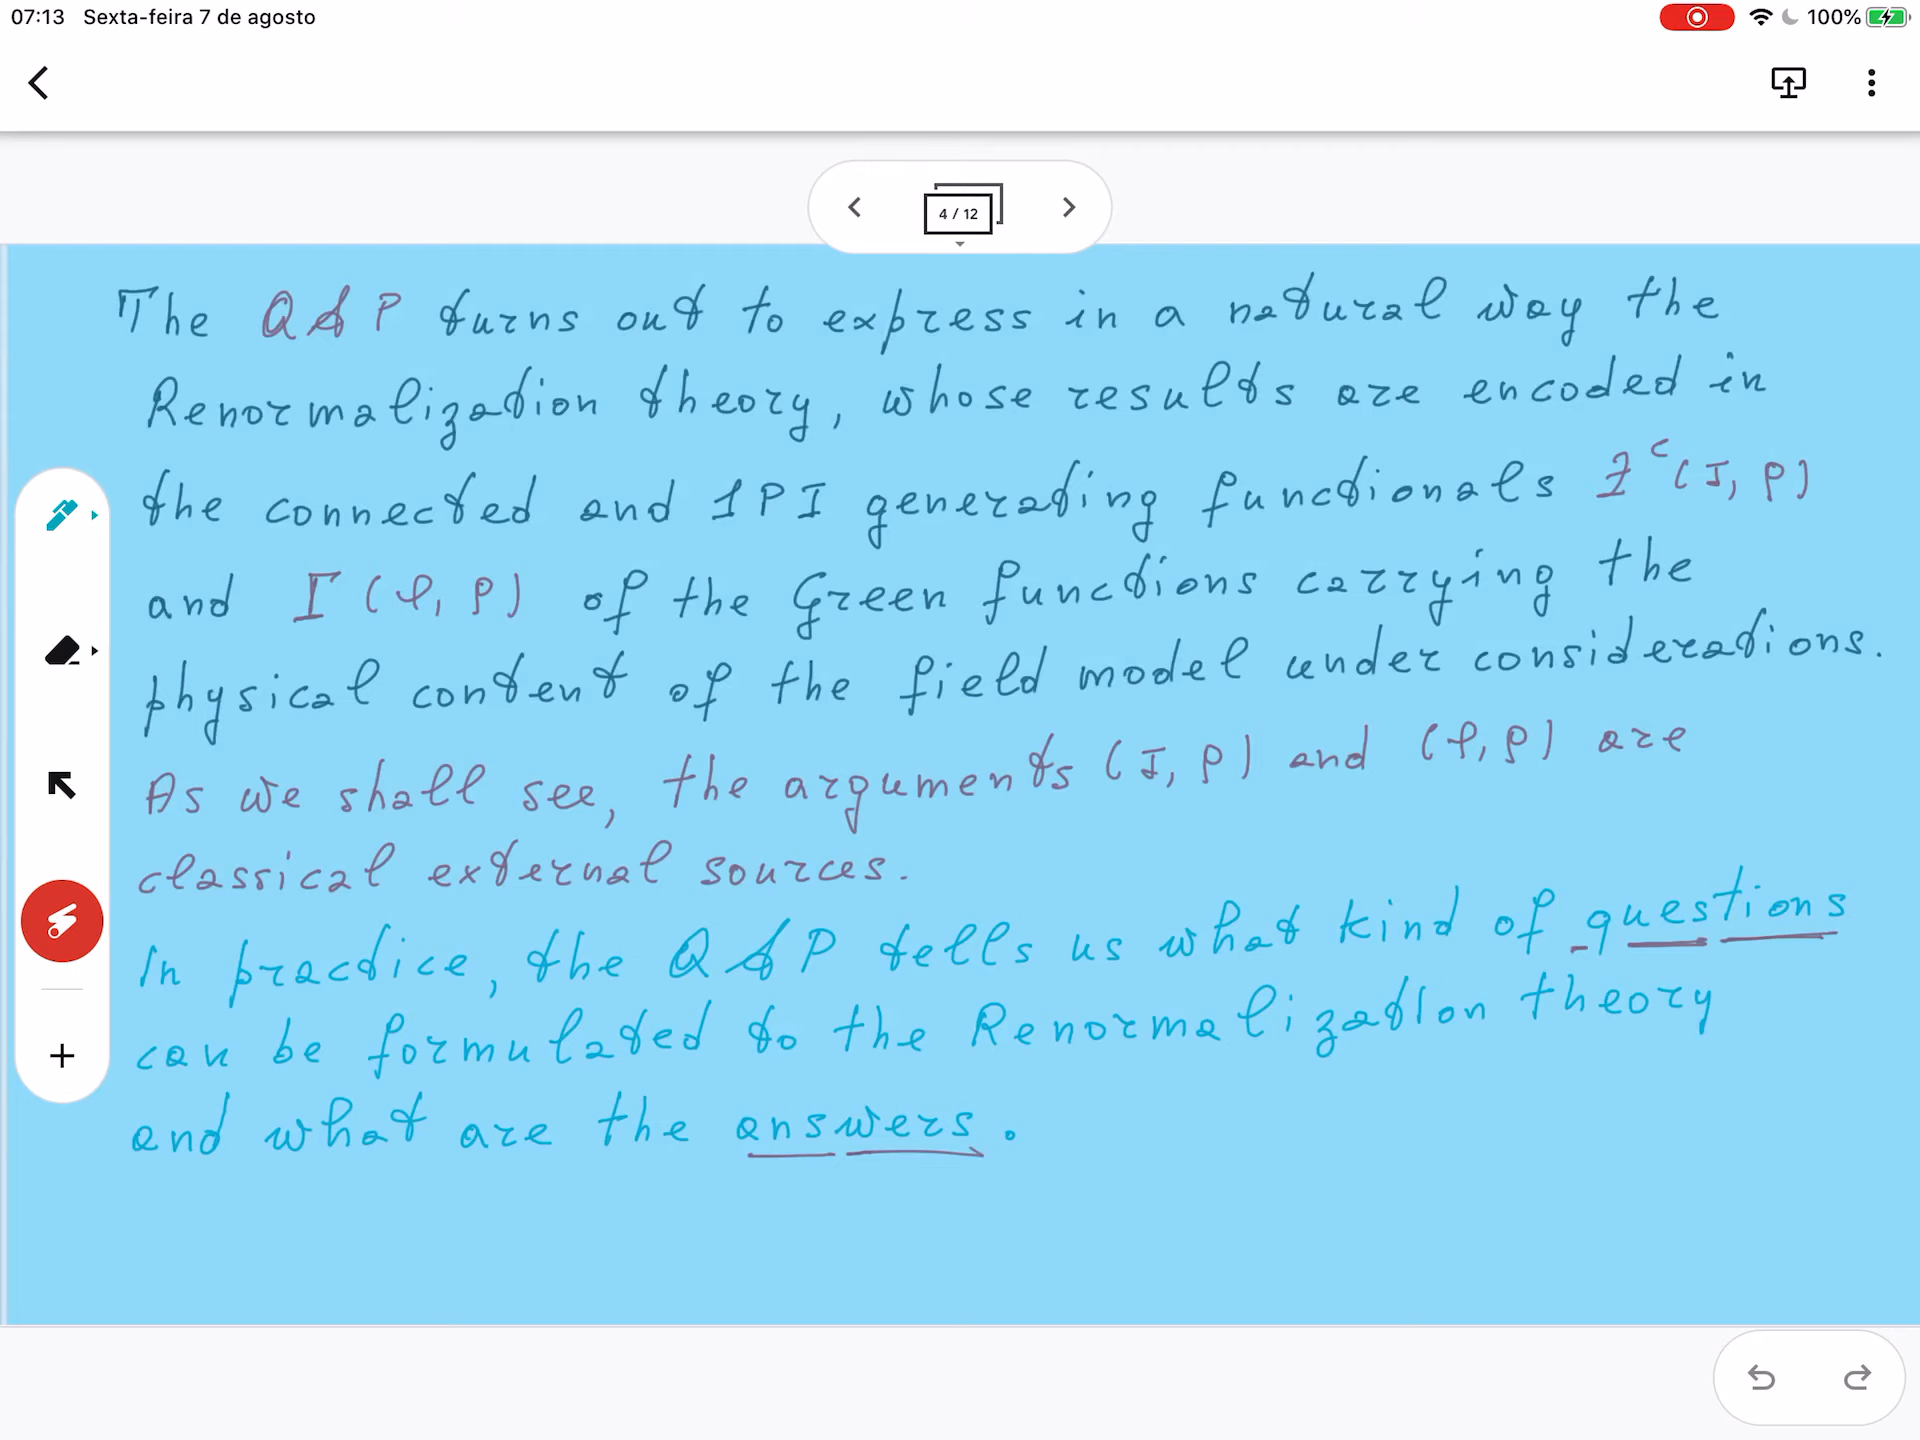 07:13 Sexta-feira 7 de agosto
100%
4 / 12
The QAP turns out to express in a natural way the
Renormalization theory, whose results are encoded in
the connected and 1PI generating functionals Zᶜ(J, ρ)
and Γ(φ, ρ) of the Green functions carrying the
physical content of the field model under considerations.
As we shall see, the arguments (J, ρ) and (φ, ρ) are
classical external sources.
In practice, the QAP tells us what kind of questions
can be formulated to the Renormalization theory
and what are the answers.